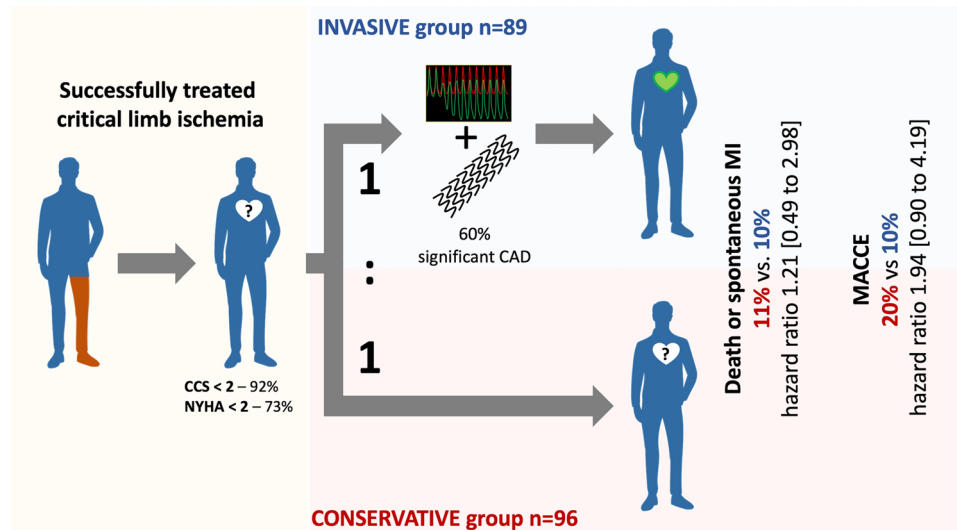 INVASIVE group n=89
Successfully treated
critical limb ischemia
?
CCS < 2 – 92%
NYHA < 2 – 73%
1
:
1
+
60%
significant CAD
?
Death or spontaneous MI
11% vs. 10%
hazard ratio 1.21 [0.49 to 2.98]
MACCE
20% vs 10%
hazard ratio 1.94 [0.90 to 4.19]
CONSERVATIVE group n=96